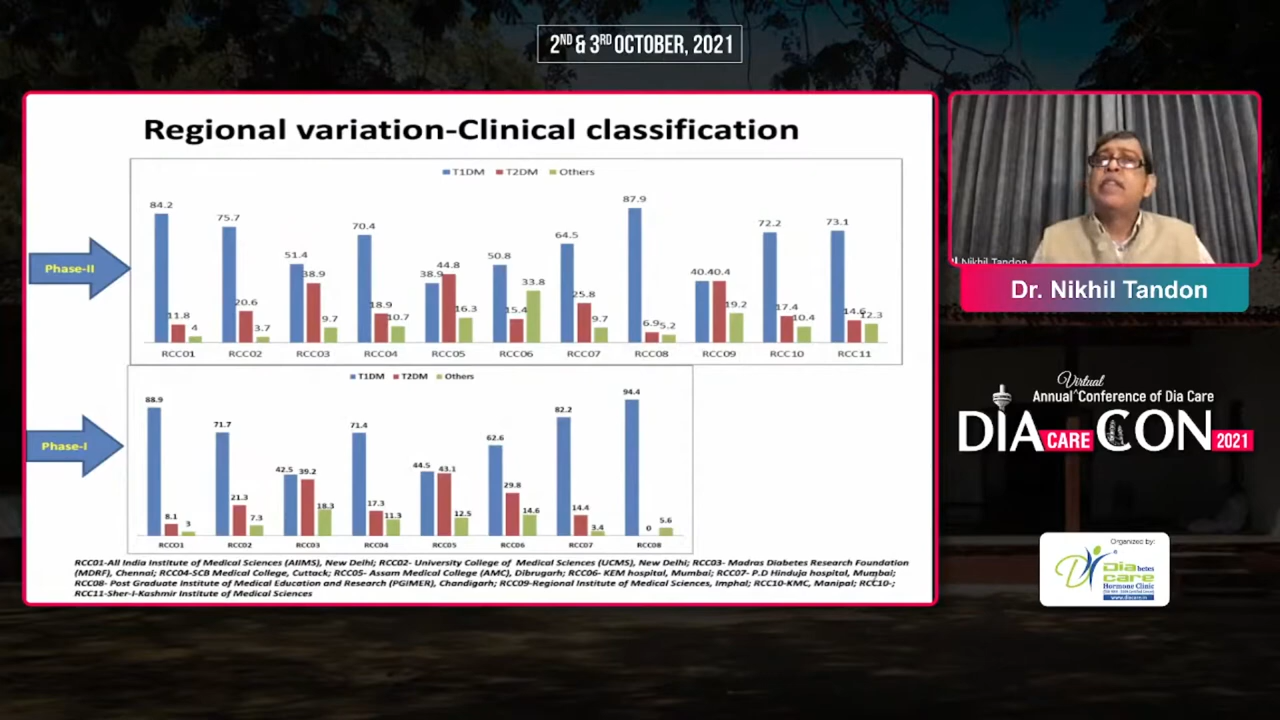 2ND & 3RD OCTOBER, 2021
Regional variation-Clinical classification
T1DM T2DM Others
Phase-II
84.2 11.8 4
75.7 20.6 3.7
51.4 38.9 9.7
70.4 18.9 10.7
38.9 44.8 16.3
50.8 15.4 33.8
64.5 25.8 9.7
87.9 6.9 5.2
40.4 40.4 19.2
72.2 17.4 10.4
73.1 14.6 12.3
RCC01 RCC02 RCC03 RCC04 RCC05 RCC06 RCC07 RCC08 RCC09 RCC10 RCC11
T1DM T2DM Others
Phase-I
88.9 8.1 3
71.7 21.3 7.3
42.5 39.2 18.3
71.4 17.3 11.3
44.5 43.1 12.5
62.6 29.8 14.6
82.2 14.4 3.4
94.4 0 5.6
RCC01 RCC02 RCC03 RCC04 RCC05 RCC06 RCC07 RCC08
RCC01-All India Institute of Medical Sciences (AIIMS), New Delhi; RCC02- University College of Medical Sciences (UCMS), New Delhi; RCC03- Madras Diabetes Research Foundation
(MDRF), Chennai; RCC04-SCB Medical College, Cuttack; RCC05- Assam Medical College (AMC), Dibrugarh; RCC06- KEM hospital, Mumbai; RCC07- P.D Hinduja hospital, Mumbai;
RCC08- Post Graduate Institute of Medical Education and Research (PGIMER), Chandigarh; RCC09-Regional Institute of Medical Sciences, Imphal; RCC10-KMC, Manipal; RCC10-;
RCC11-Sher-I-Kashmir Institute of Medical Sciences
Nikhil Tandon
Dr. Nikhil Tandon
Virtual
Annual ^ Conference of Dia Care
DIA CARE CON 2021
Organized by:
Diabetes
care
Hormone Clinic
www.diacare.in